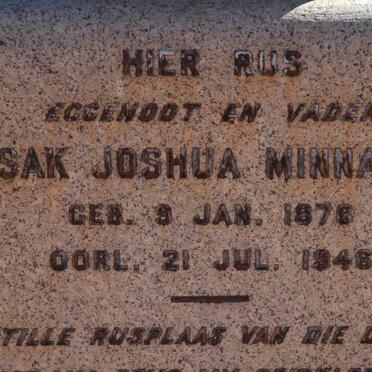 HIER RUS
EGGENOOT EN VADER
SAK JOSHUA MINNA
GEB. 9 JAN. 1876
OORL. 21 JUL. 1946
TILLE RUSPLAAS VAN DIE D